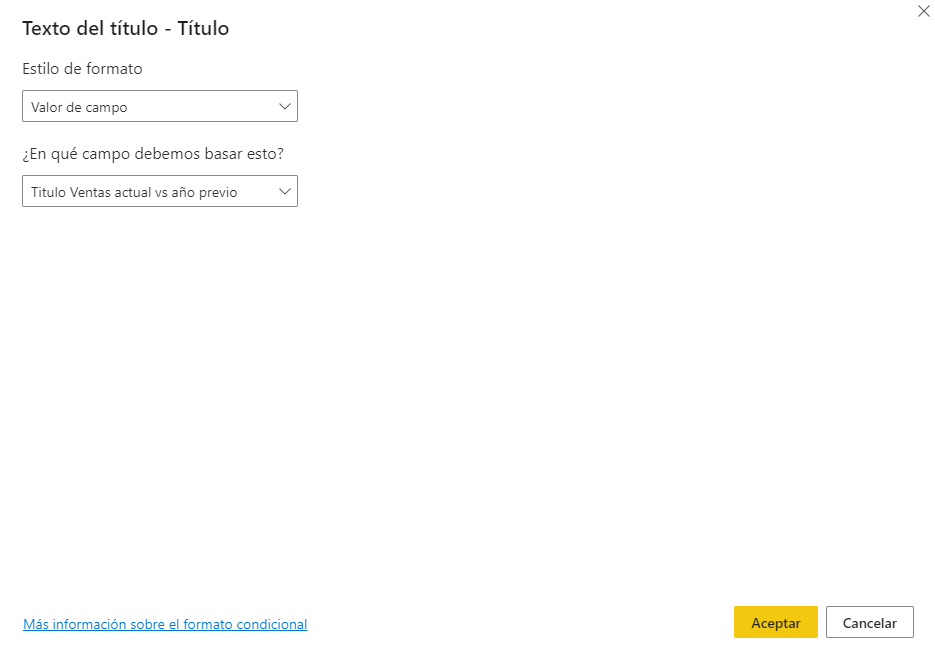 Texto del título - Título
Estilo de formato
Valor de campo
¿En qué campo debemos basar esto?
Titulo Ventas actual vs año previo
Más información sobre el formato condicional
Aceptar
Cancelar